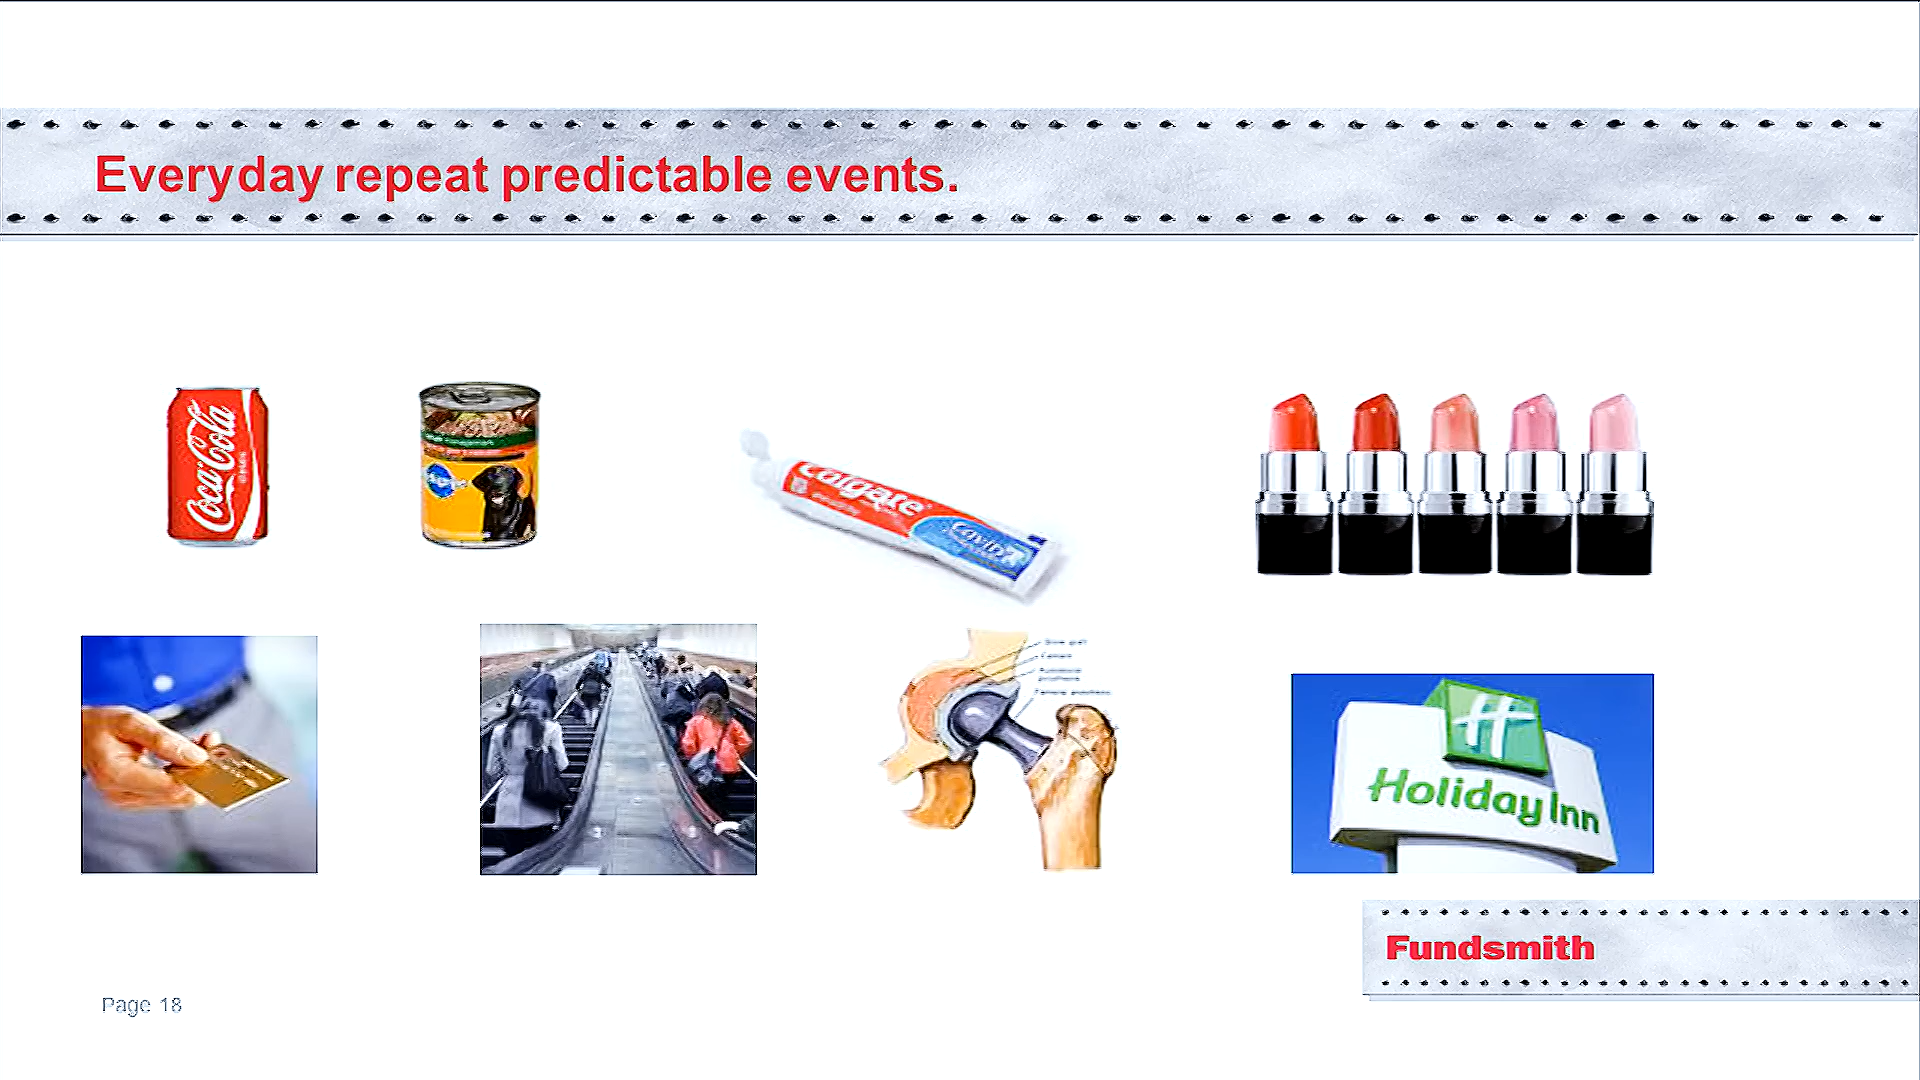 Everyday repeat predictable events.
Coca-Cola
Colgate
Holiday Inn
Fundsmith
Page 18